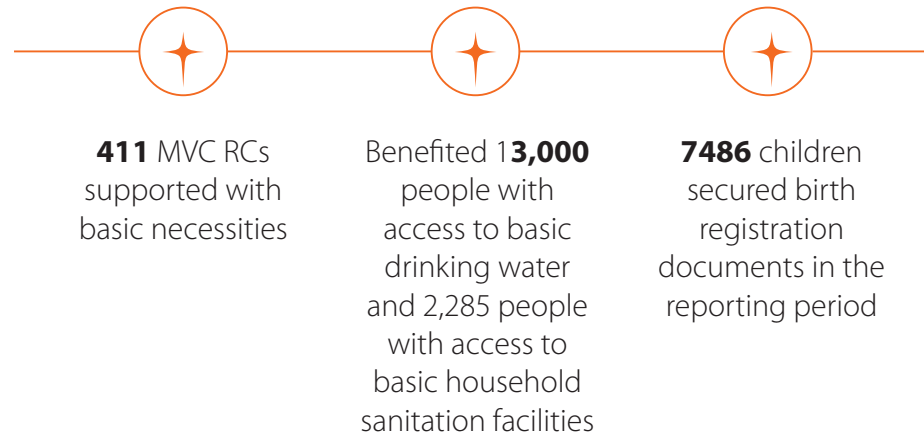 411 MVC RCs
supported with
basic necessities
Benefited 13,000
people with
access to basic
drinking water
and 2,285 people
with access to
basic household
sanitation facilities
7486 children
secured birth
registration
documents in the
reporting period